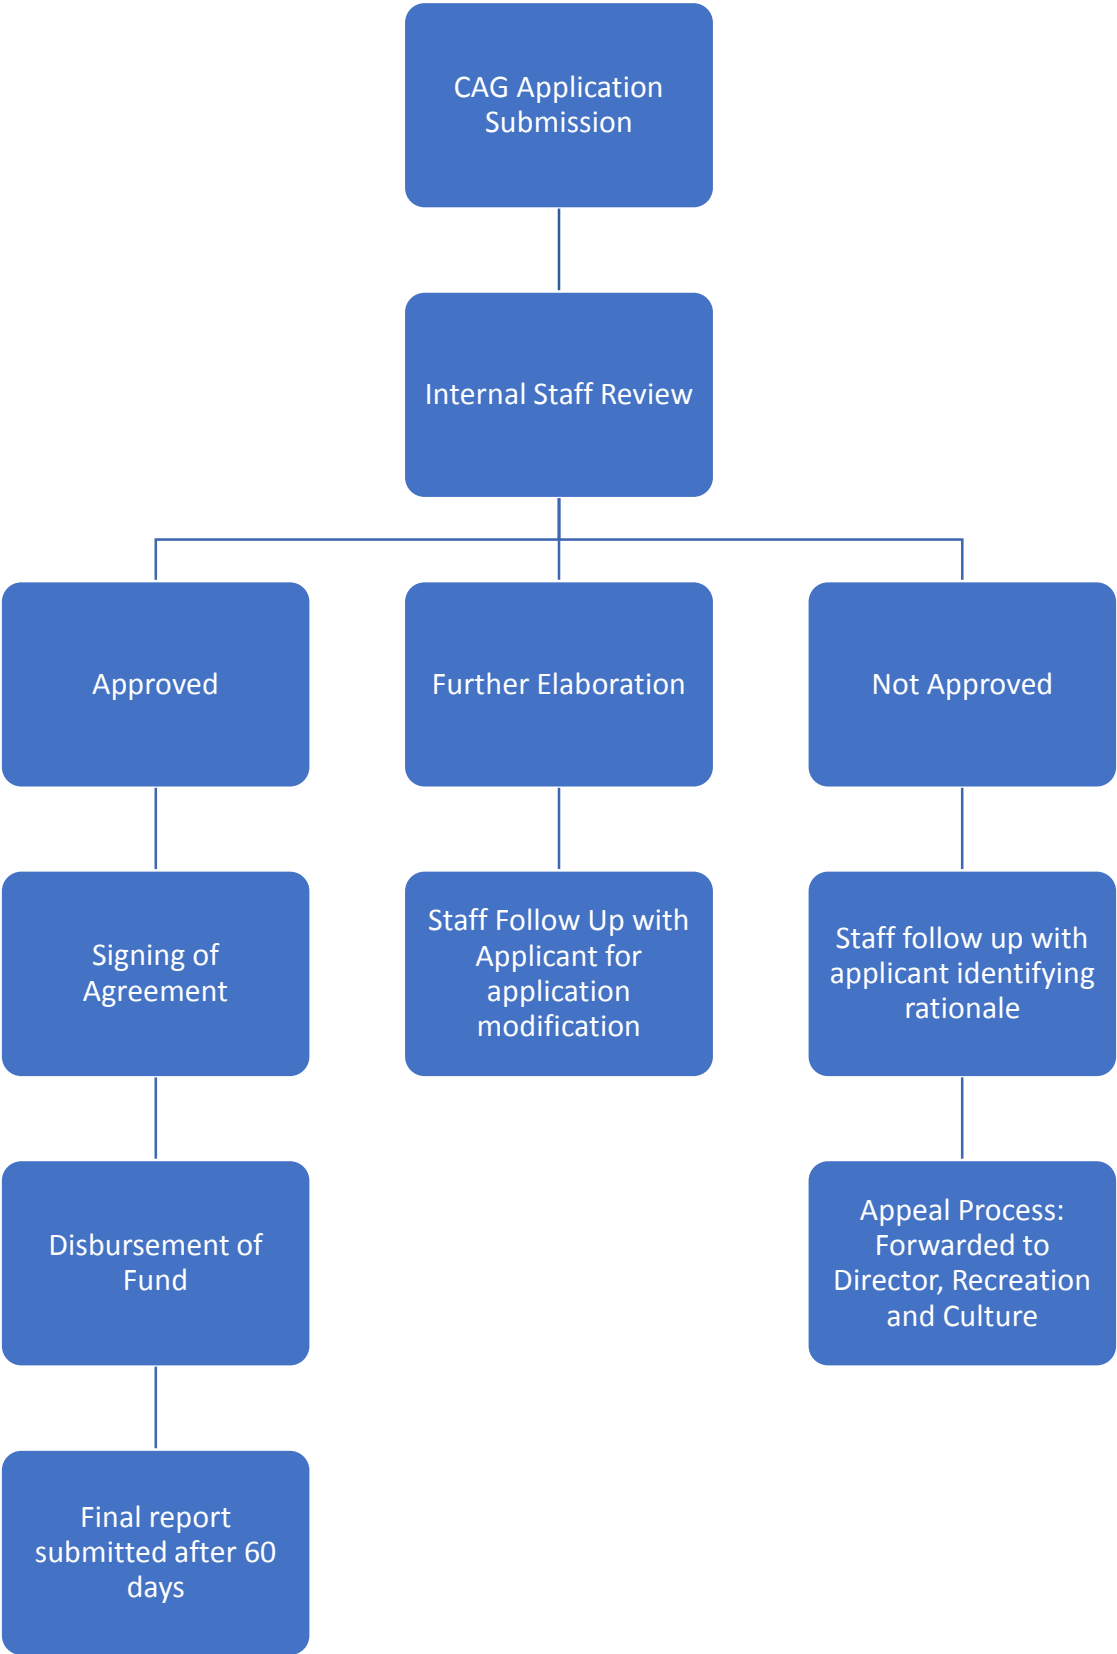 CAG Application
Submission
Internal Staff Review
Approved
Further Elaboration
Not Approved
Signing of
Agreement
Staff Follow Up with
Applicant for
application
modification
Staff follow up with
applicant identifying
rationale
Disbursement of
Fund
Appeal Process:
Forwarded to
Director, Recreation
and Culture
Final report
submitted after 60
days